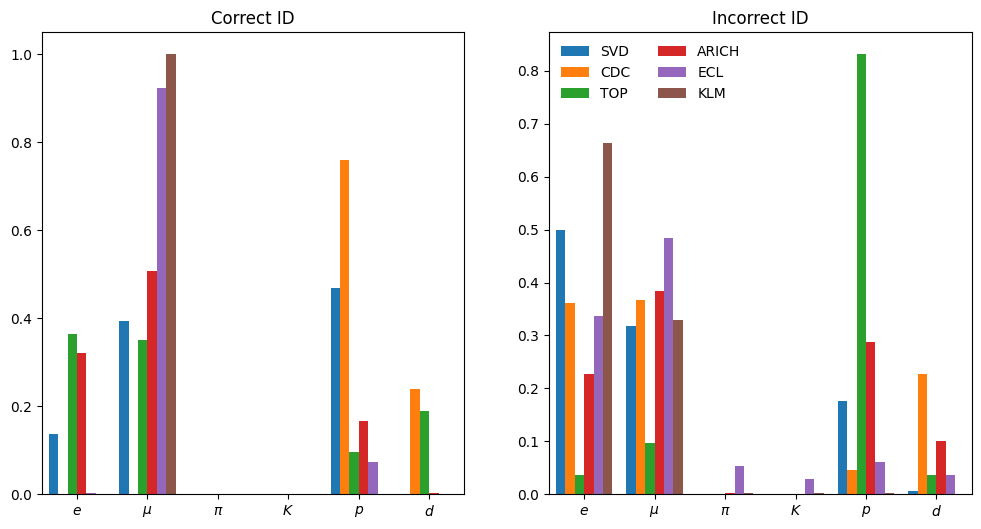 Correct ID
1.0
0.8
0.6
0.4
0.2
0.0
e μ π K p d
Incorrect ID
SVD ARICH
CDC ECL
TOP KLM
0.8
0.7
0.6
0.5
0.4
0.3
0.2
0.1
0.0
e μ π K p d